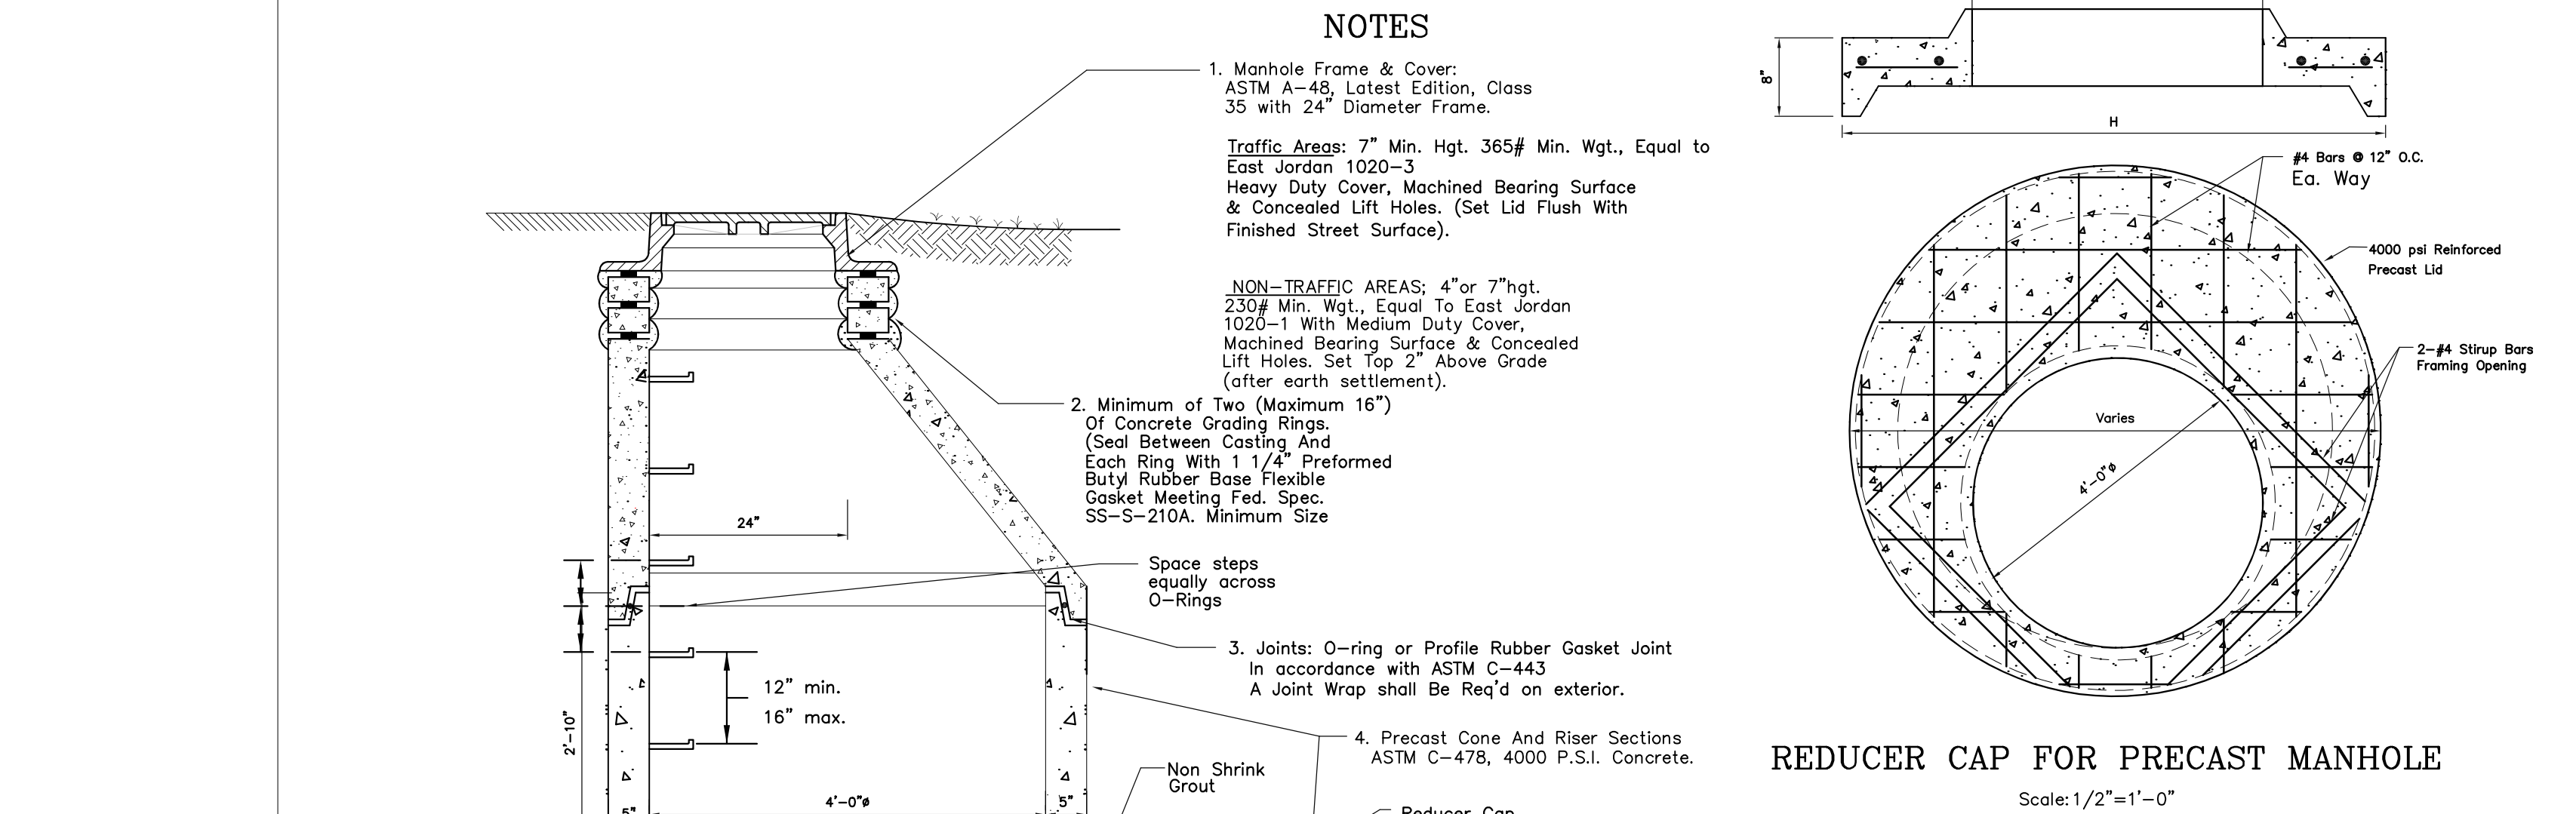 NOTES
1. Manhole Frame & Cover:
ASTM A-48, Latest Edition, Class
35 with 24" Diameter Frame.
Traffic Areas: 7" Min. Hgt. 365# Min. Wgt., Equal to
East Jordan 1020-3
Heavy Duty Cover, Machined Bearing Surface
& Concealed Lift Holes. (Set Lid Flush With
Finished Street Surface).
NON-TRAFFIC AREAS; 4"or 7"hgt.
230# Min. Wgt., Equal To East Jordan
1020-1 With Medium Duty Cover,
Machined Bearing Surface & Concealed
Lift Holes. Set Top 2" Above Grade
(after earth settlement).
2. Minimum of Two (Maximum 16")
Of Concrete Grading Rings.
(Seal Between Casting And
Each Ring With 1 1/4" Preformed
Butyl Rubber Base Flexible
Gasket Meeting Fed. Spec.
SS-S-210A. Minimum Size
24"
Space steps
equally across
O-Rings
3. Joints: O-ring or Profile Rubber Gasket Joint
In accordance with ASTM C-443
A Joint Wrap shall Be Req'd on exterior.
12" min.
16" max.
2'-10"
4. Precast Cone And Riser Sections
ASTM C-478, 4000 P.S.I. Concrete.
Non Shrink
Grout
4'-0"ø
5"
5"
Reducer Cap
8"
H
#4 Bars @ 12" O.C.
Ea. Way
4000 psi Reinforced
Precast Lid
2-#4 Stirup Bars
Framing Opening
Varies
4'-0"ø
REDUCER CAP FOR PRECAST MANHOLE
Scale: 1/2"=1'-0"